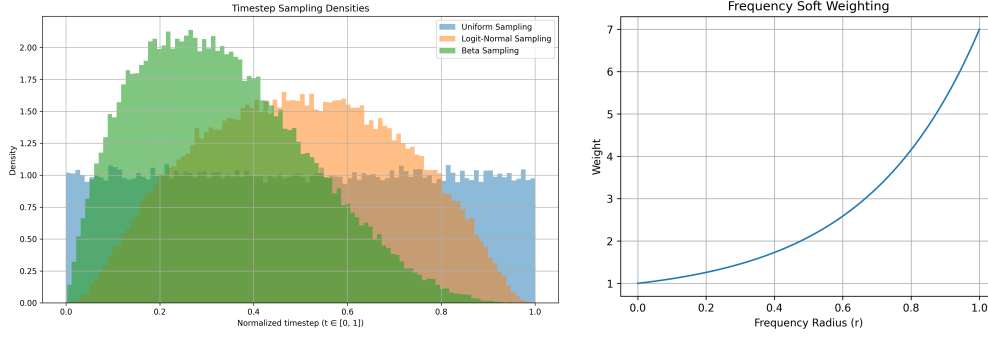 Timestep Sampling Densities
Uniform Sampling
Logit-Normal Sampling
Beta Sampling
Density
2.00
1.75
1.50
1.25
1.00
0.75
0.50
0.25
0.00
0.0 0.2 0.4 0.6 0.8 1.0
Normalized timestep (t ∈ [0, 1])
Frequency Soft Weighting
Weight
7
6
5
4
3
2
1
0.0 0.2 0.4 0.6 0.8 1.0
Frequency Radius (r)